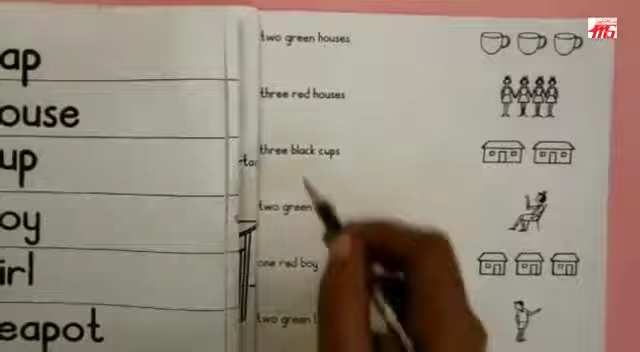 ap
ouse
up
oy
irl
eapot
two green houses
three red houses
three black cups
two green
one red boy
two green